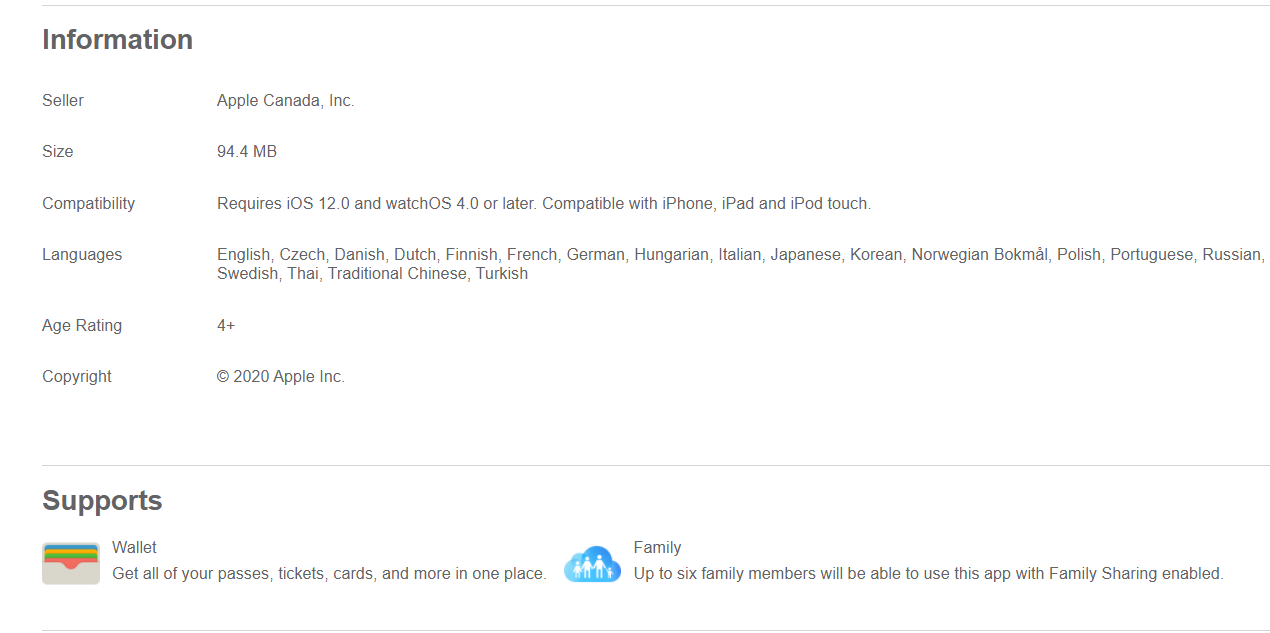 Information
Seller Apple Canada, Inc.
Size 94.4 MB
Compatibility Requires iOS 12.0 and watchOS 4.0 or later. Compatible with iPhone, iPad and iPod touch.
Languages English, Czech, Danish, Dutch, Finnish, French, German, Hungarian, Italian, Japanese, Korean, Norwegian Bokmål, Polish, Portuguese, Russian,
Swedish, Thai, Traditional Chinese, Turkish
Age Rating 4+
Copyright © 2020 Apple Inc.
Supports
Wallet
Get all of your passes, tickets, cards, and more in one place.
Family
Up to six family members will be able to use this app with Family Sharing enabled.